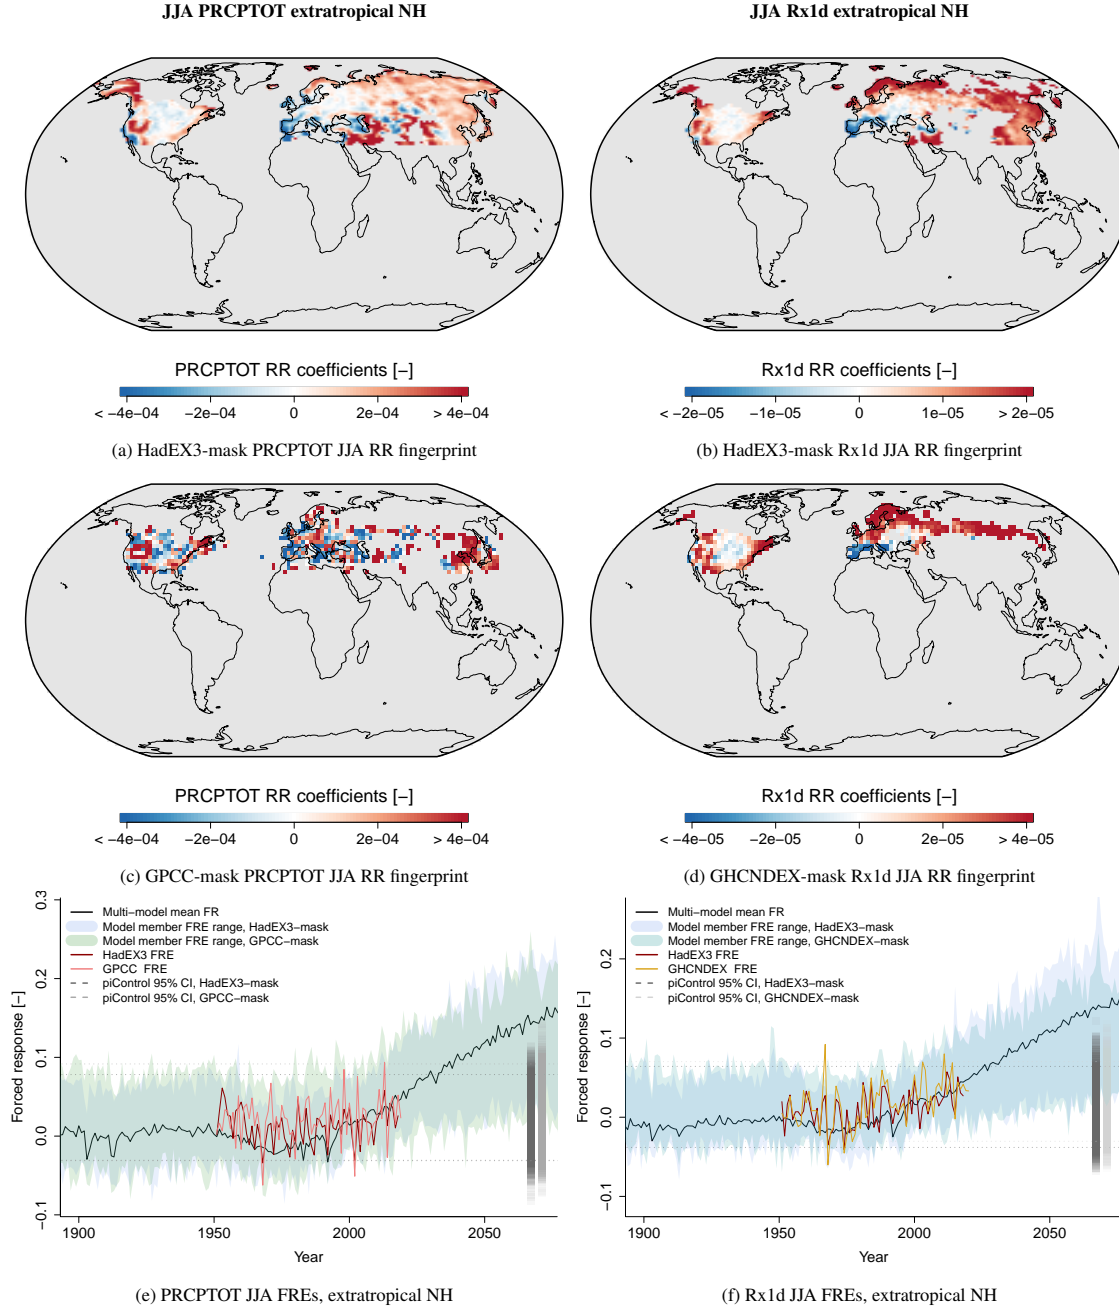 JJA PRCPTOT extratropical NH
JJA Rx1d extratropical NH
PRCPTOT RR coefficients [−]
< −4e−04 −2e−04 0 2e−04 > 4e−04
(a) HadEX3-mask PRCPTOT JJA RR fingerprint
Rx1d RR coefficients [−]
< −2e−05 −1e−05 0 1e−05 > 2e−05
(b) HadEX3-mask Rx1d JJA RR fingerprint
PRCPTOT RR coefficients [−]
< −4e−04 −2e−04 0 2e−04 > 4e−04
(c) GPCC-mask PRCPTOT JJA RR fingerprint
Rx1d RR coefficients [−]
< −4e−05 −2e−05 0 2e−05 > 4e−05
(d) GHCNDEX-mask Rx1d JJA RR fingerprint
Multi−model mean FR
Model member FRE range, HadEX3−mask
Model member FRE range, GPCC−mask
HadEX3 FRE
GPCC FRE
piControl 95% CI, HadEX3−mask
piControl 95% CI, GPCC−mask
Forced response [−]
0.3
0.2
0.1
0.0
−0.1
1900 1950 2000 2050
Year
(e) PRCPTOT JJA FREs, extratropical NH
Multi−model mean FR
Model member FRE range, HadEX3−mask
Model member FRE range, GHCNDEX−mask
HadEX3 FRE
GHCNDEX FRE
piControl 95% CI, HadEX3−mask
piControl 95% CI, GHCNDEX−mask
Forced response [−]
0.2
0.1
0.0
−0.1
1900 1950 2000 2050
Year
(f) Rx1d JJA FREs, extratropical NH